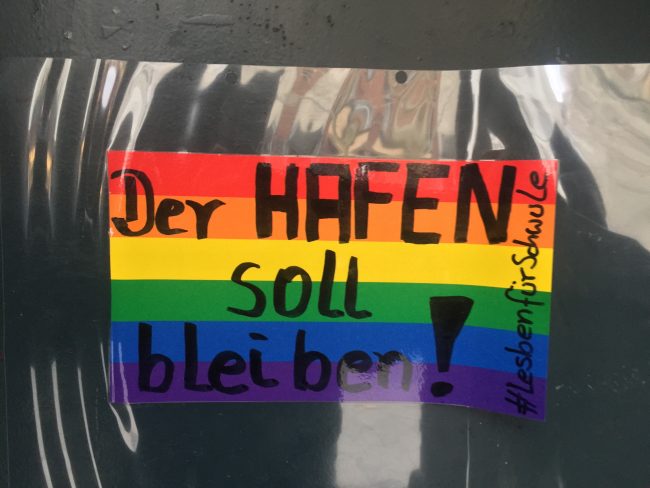 Der HAFEN
soll
bleiben!
#LesbenfürSchwule